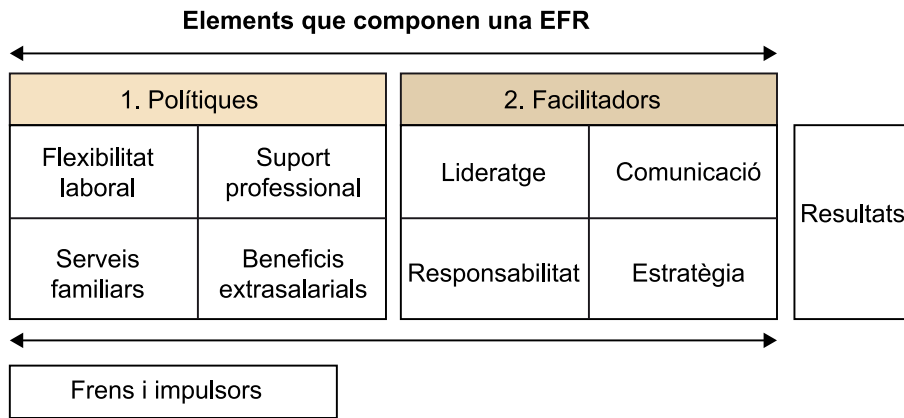 Elements que componen una EFR
1. Polítiques
2. Facilitadors
Flexibilitat
laboral
Suport
professional
Lideratge
Comunicació
Resultats
Serveis
familiars
Beneficis
extrasalarials
Responsabilitat
Estratègia
Frens i impulsors